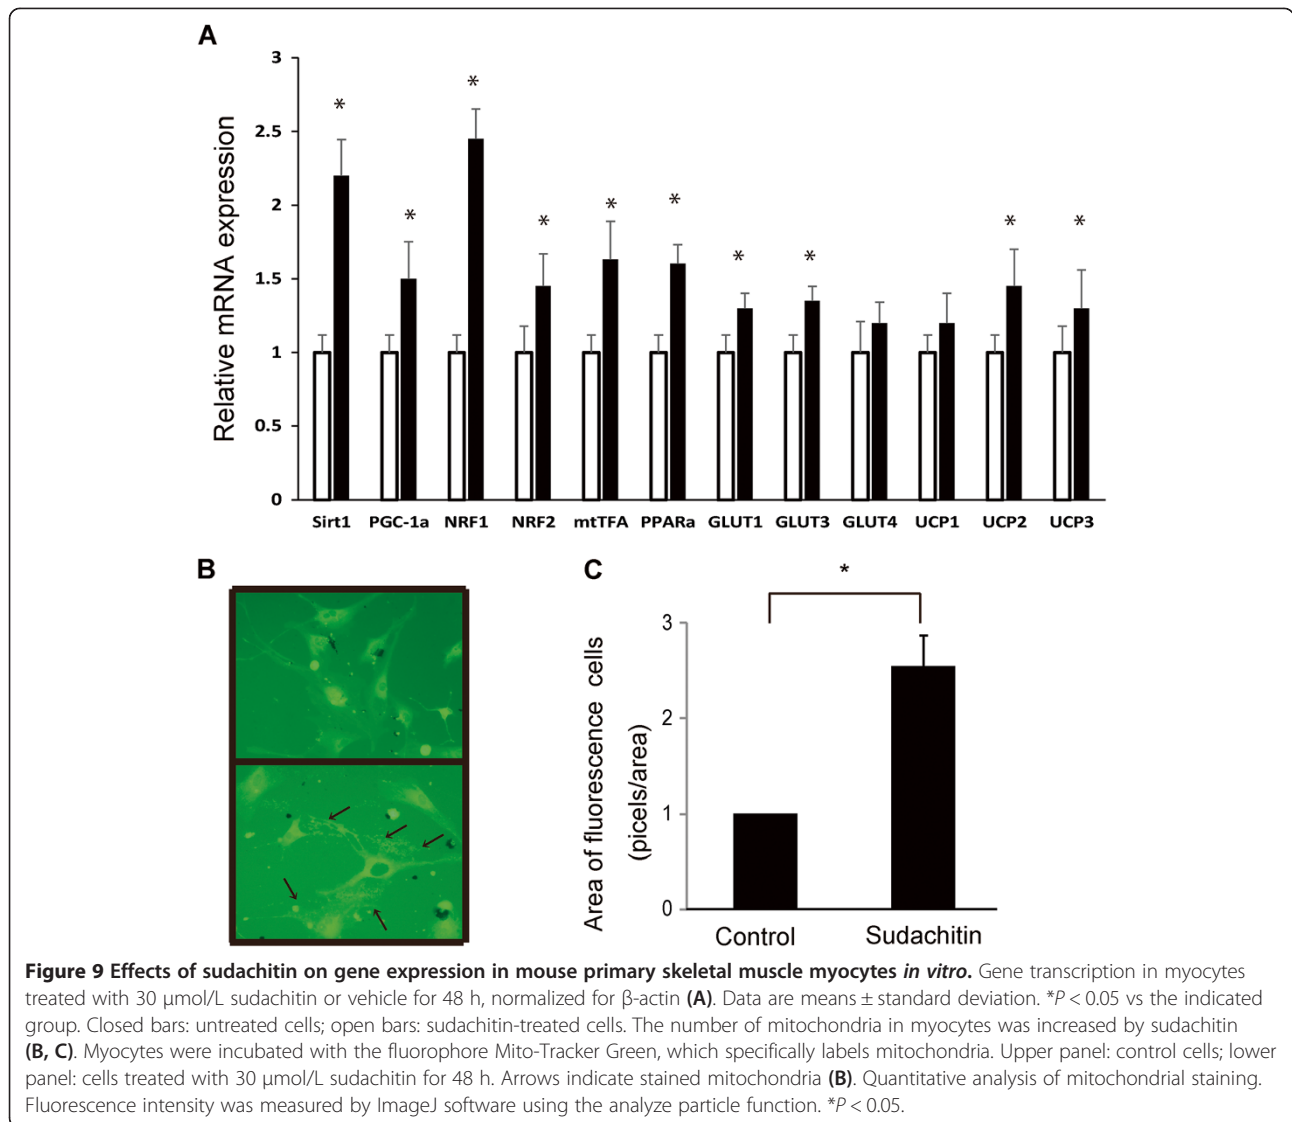 A
3
2.5
2
1.5
1
0.5
0
Relative mRNA expression
* * * * * * * * * *
Sirt1 PGC-1a NRF1 NRF2 mtTFA PPARa GLUT1 GLUT3 GLUT4 UCP1 UCP2 UCP3
B
C
*
3
2
1
0
Area of fluorescence cells
(picels/area)
Control Sudachitin
Figure 9 Effects of sudachitin on gene expression in mouse primary skeletal muscle myocytes in vitro. Gene transcription in myocytes
treated with 30 μmol/L sudachitin or vehicle for 48 h, normalized for β-actin (A). Data are means ± standard deviation. *P < 0.05 vs the indicated
group. Closed bars: untreated cells; open bars: sudachitin-treated cells. The number of mitochondria in myocytes was increased by sudachitin
(B, C). Myocytes were incubated with the fluorophore Mito-Tracker Green, which specifically labels mitochondria. Upper panel: control cells; lower
panel: cells treated with 30 μmol/L sudachitin for 48 h. Arrows indicate stained mitochondria (B). Quantitative analysis of mitochondrial staining.
Fluorescence intensity was measured by ImageJ software using the analyze particle function. *P < 0.05.